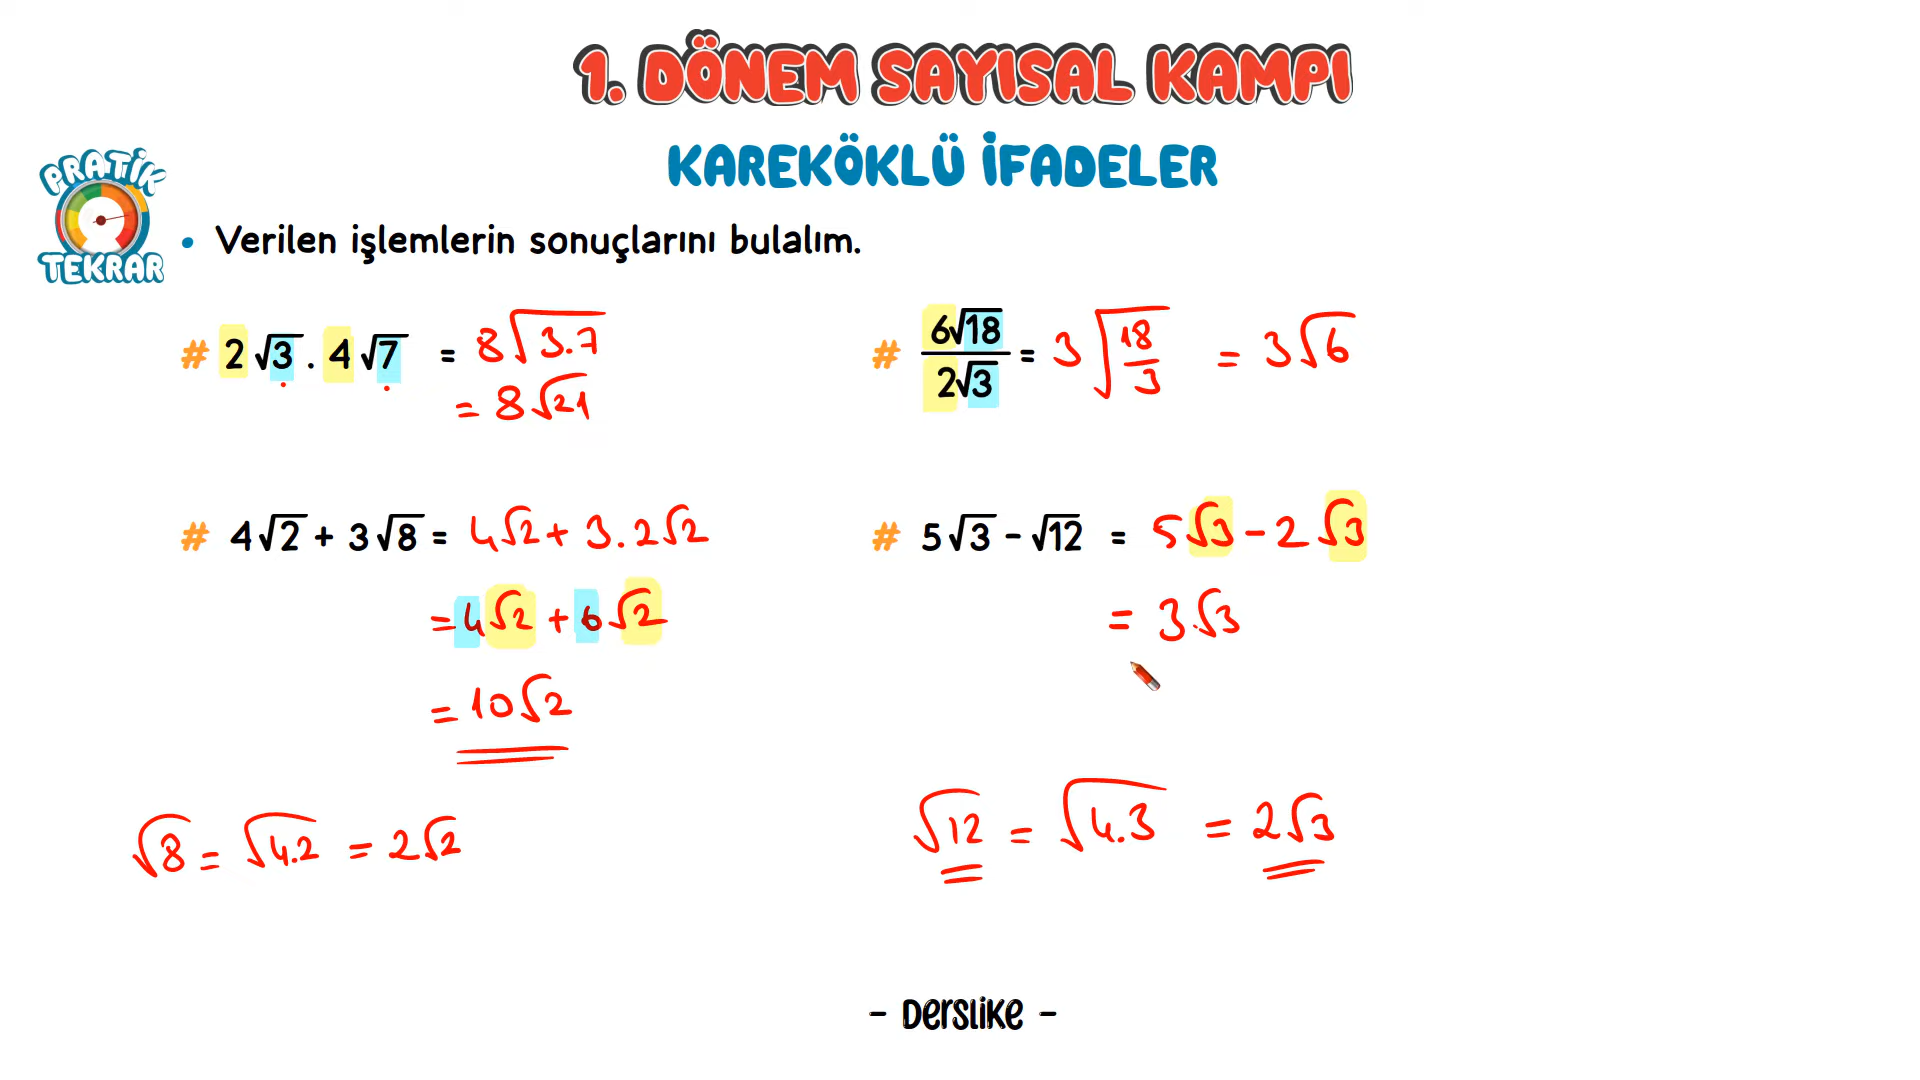 1. DÖNEM SAYISAL KAMPI
KAREKÖKLÜ İFADELER
PRATİK
TEKRAR
• Verilen işlemlerin sonuçlarını bulalım.
# 2√3 . 4√7 = 8√3.7
= 8√21
# 6√18 / 2√3 = 3√18/3 = 3√6
# 4√2 + 3√8 = 4√2 + 3.2√2
= 4√2 + 6√2
= 10√2
√8 = √4.2 = 2√2
# 5√3 - √12 = 5√3 - 2√3
= 3.√3
√12 = √4.3 = 2√3
- DersliKe -